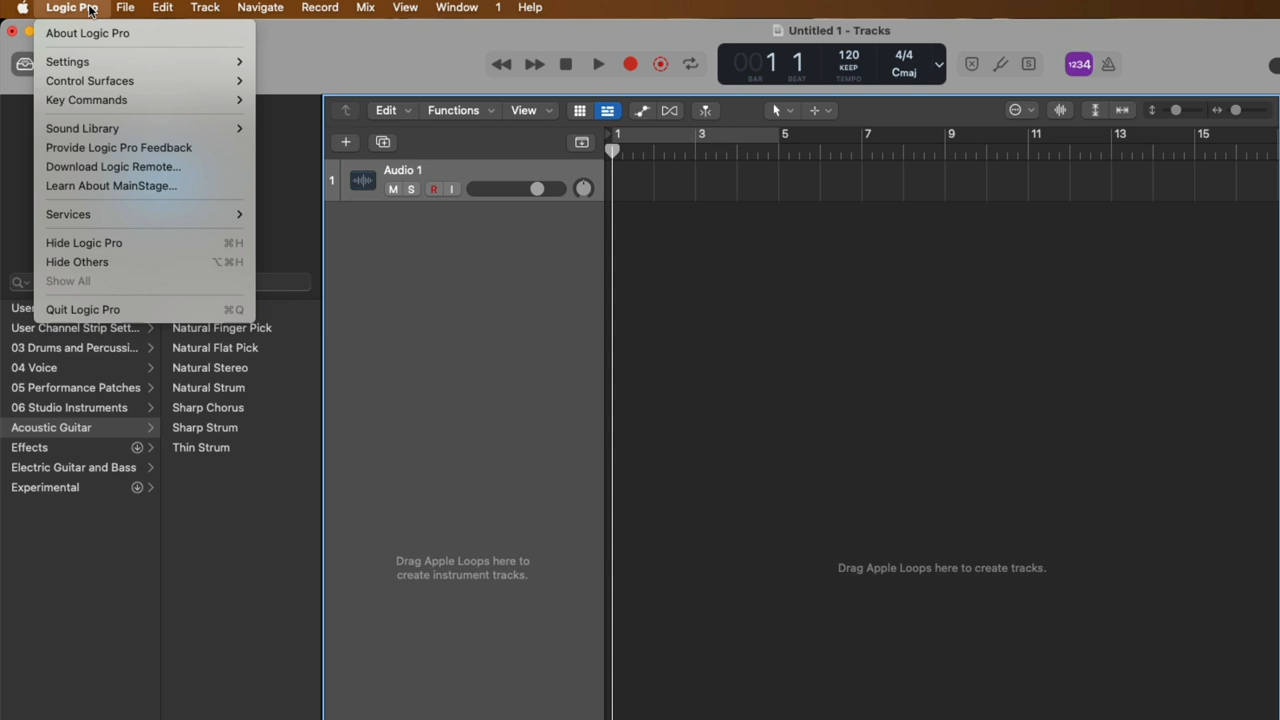 Logic Pro File Edit Track Navigate Record Mix View Window 1 Help
About Logic Pro
Settings
Control Surfaces
Key Commands
Sound Library
Provide Logic Pro Feedback
Download Logic Remote...
Learn About MainStage...
Services
Hide Logic Pro ⌘H
Hide Others ⌥⌘H
Show All
Quit Logic Pro ⌘Q
Untitled 1 - Tracks
001 1
BAR BEAT
120
KEEP
TEMPO
4/4
Cmaj
S
1234
Edit Functions View
1 3 5 7 9 11 13 15
1
Audio 1
M S R I
User
User Channel Strip Sett...
03 Drums and Percussi...
04 Voice
05 Performance Patches
06 Studio Instruments
Acoustic Guitar
Effects
Electric Guitar and Bass
Experimental
Natural Finger Pick
Natural Flat Pick
Natural Stereo
Natural Strum
Sharp Chorus
Sharp Strum
Thin Strum
Drag Apple Loops here to
create instrument tracks.
Drag Apple Loops here to create tracks.